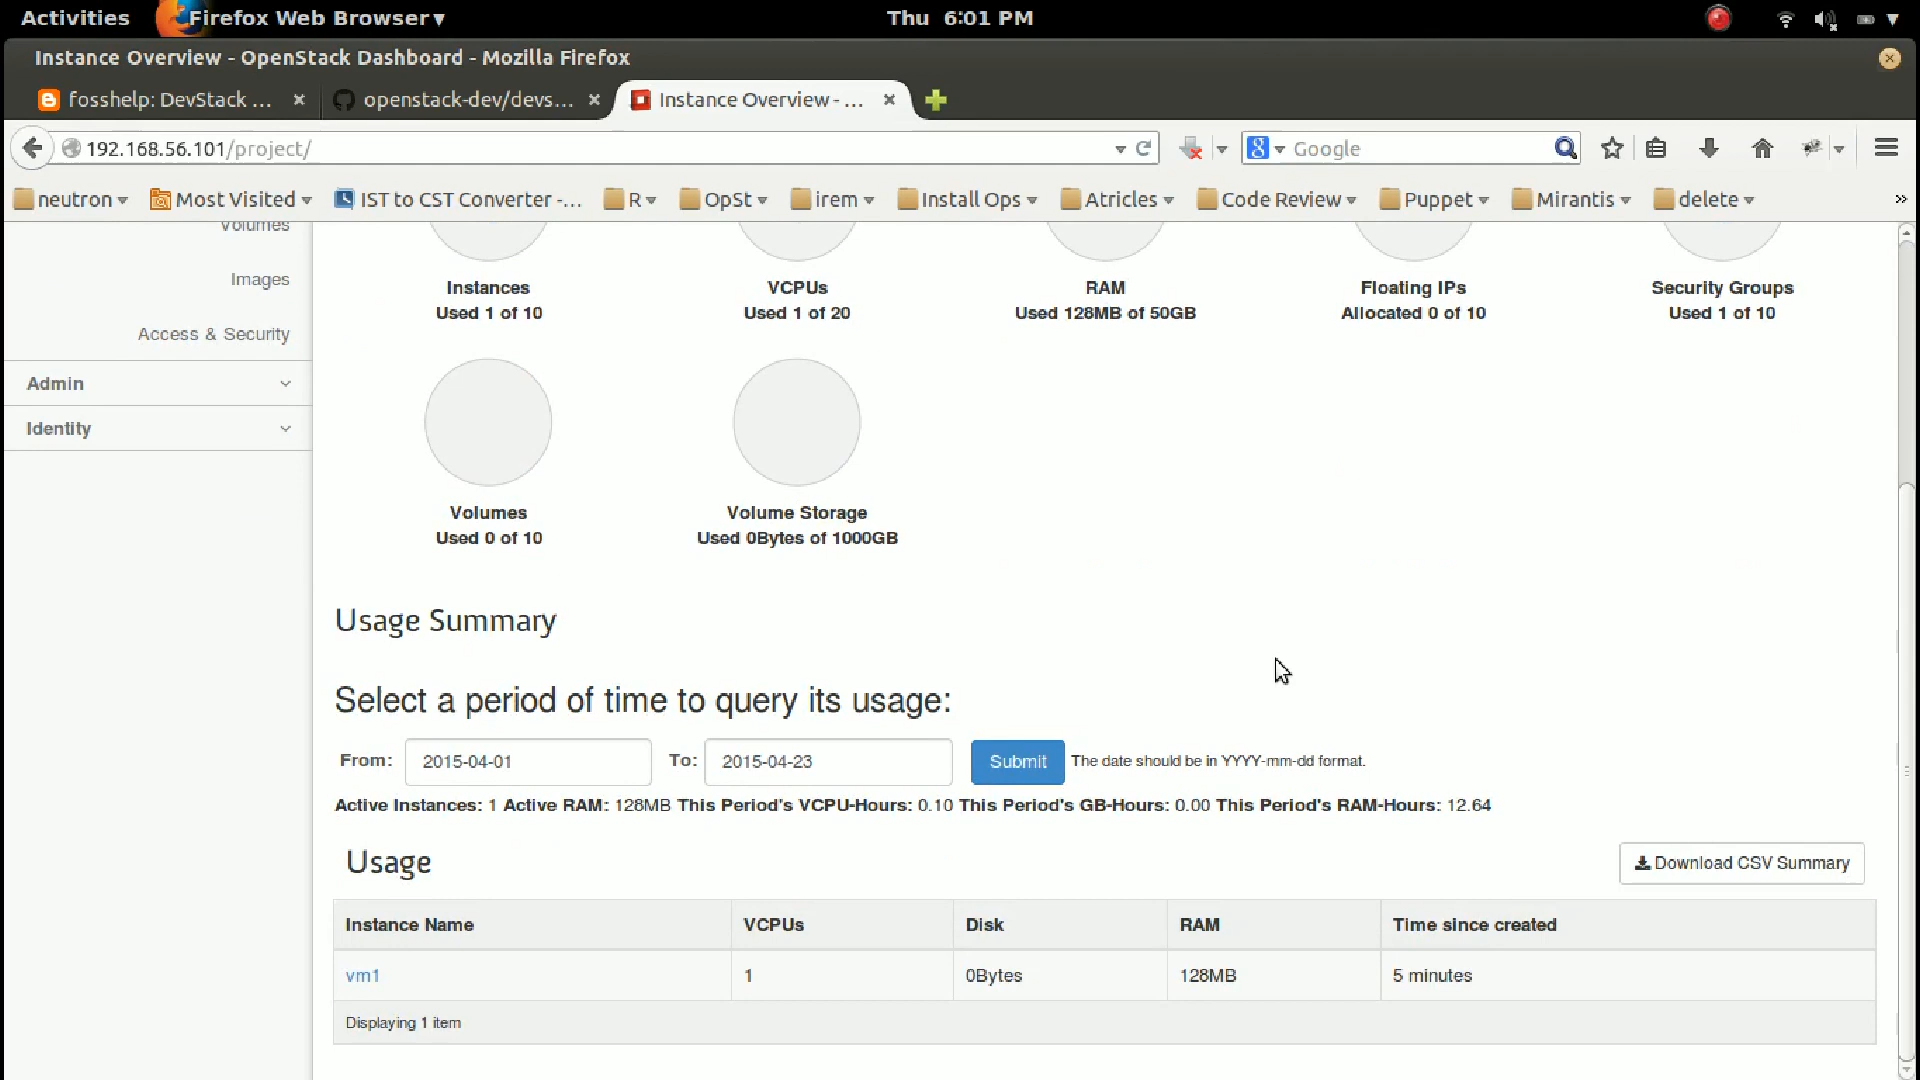 Activities Firefox Web Browser▾ Thu 6:01 PM
Instance Overview - OpenStack Dashboard - Mozilla Firefox
fosshelp: DevStack ... openstack-dev/devs... Instance Overview - ...
192.168.56.101/project/ Google
neutron Most Visited IST to CST Converter -... R OpSt irem Install Ops Atricles Code Review Puppet Mirantis delete »
Volumes
Images
Access & Security
Admin
Identity
Instances VCPUs RAM Floating IPs Security Groups
Used 1 of 10 Used 1 of 20 Used 128MB of 50GB Allocated 0 of 10 Used 1 of 10
Volumes Volume Storage
Used 0 of 10 Used 0Bytes of 1000GB
Usage Summary
Select a period of time to query its usage:
From: 2015-04-01 To: 2015-04-23 Submit The date should be in YYYY-mm-dd format.
Active Instances: 1 Active RAM: 128MB This Period's VCPU-Hours: 0.10 This Period's GB-Hours: 0.00 This Period's RAM-Hours: 12.64
Usage Download CSV Summary
Instance Name VCPUs Disk RAM Time since created
vm1 1 0Bytes 128MB 5 minutes
Displaying 1 item